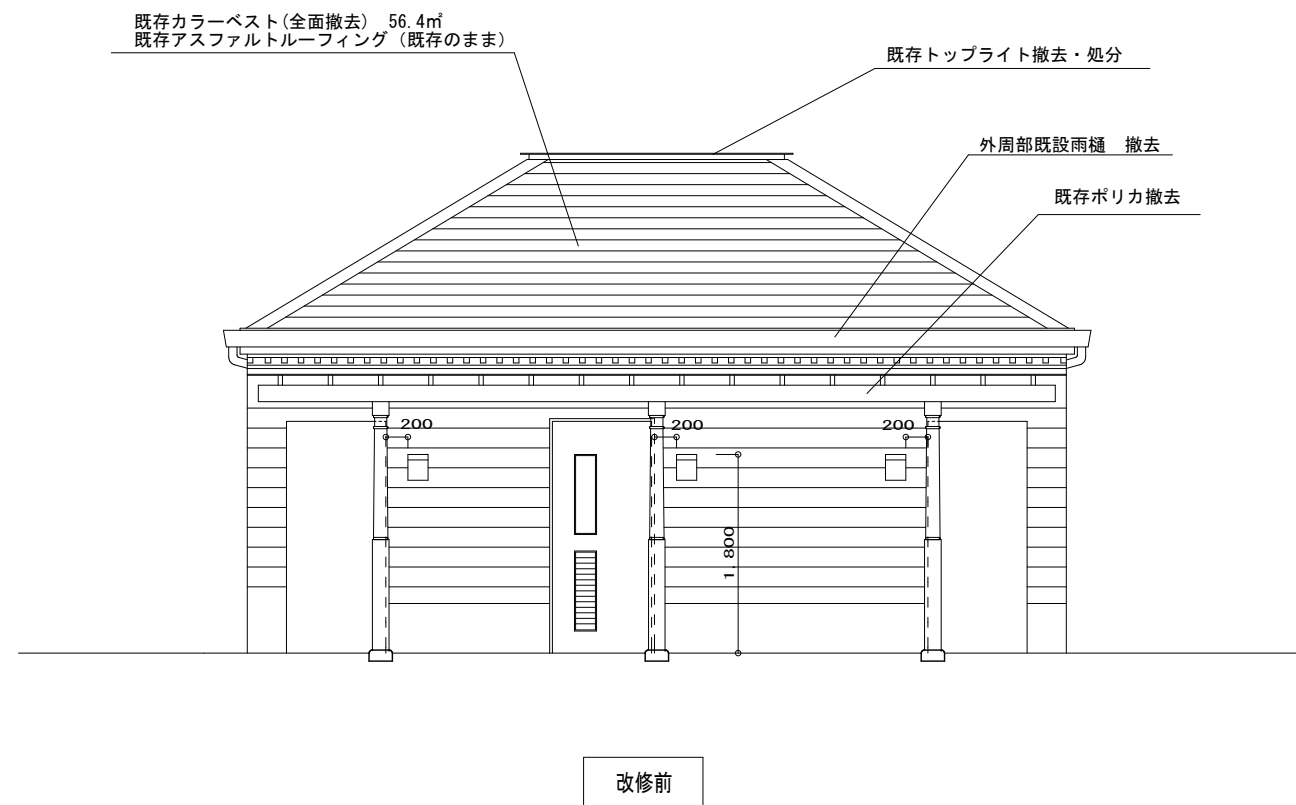 既存カラーベスト(全面撤去) 56.4㎡
既存アスファルトルーフィング(既存のまま)
既存トップライト撤去・処分
外周部既設雨樋 撤去
既存ポリカ撤去
200
200
200
1,800
改修前